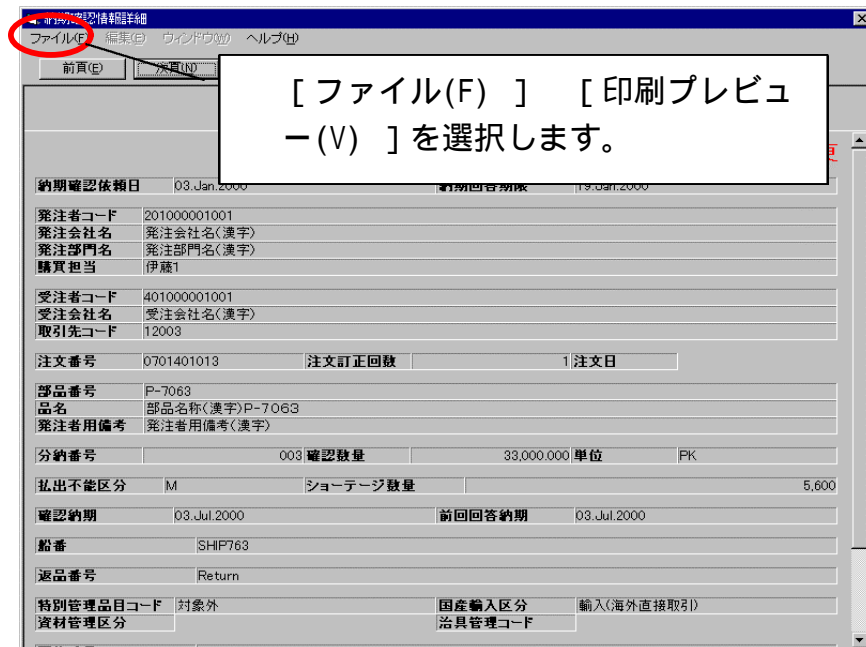 納期確認情報詳細
ファイル(F) 編集(E) ウィンドウ(W) ヘルプ(H)
前頁(E) 次頁(N)
[ファイル(F) ] [印刷プレビュ
ー(V) ]を選択します。
更
納期確認依頼日 03.Jan.2000 納期回答期限 19.Jan.2000
発注者コード 201000001001
発注会社名 発注会社名(漢字)
発注部門名 発注部門名(漢字)
購買担当 伊藤1
受注者コード 401000001001
受注会社名 受注会社名(漢字)
取引先コード 12003
注文番号 0701401013 注文訂正回数 1 注文日
部品番号 P-7063
品名 部品名称(漢字)P-7063
発注者用備考 発注者用備考(漢字)
分納番号 003 確認数量 33,000.000 単位 PK
払出不能区分 M ショーテージ数量 5,600
確認納期 03.Jul.2000 前回回答納期 03.Jul.2000
船番 SHIP763
返品番号 Return
特別管理品目コード 対象外 国産輸入区分 輸入(海外直接取引)
資材管理区分 治具管理コード